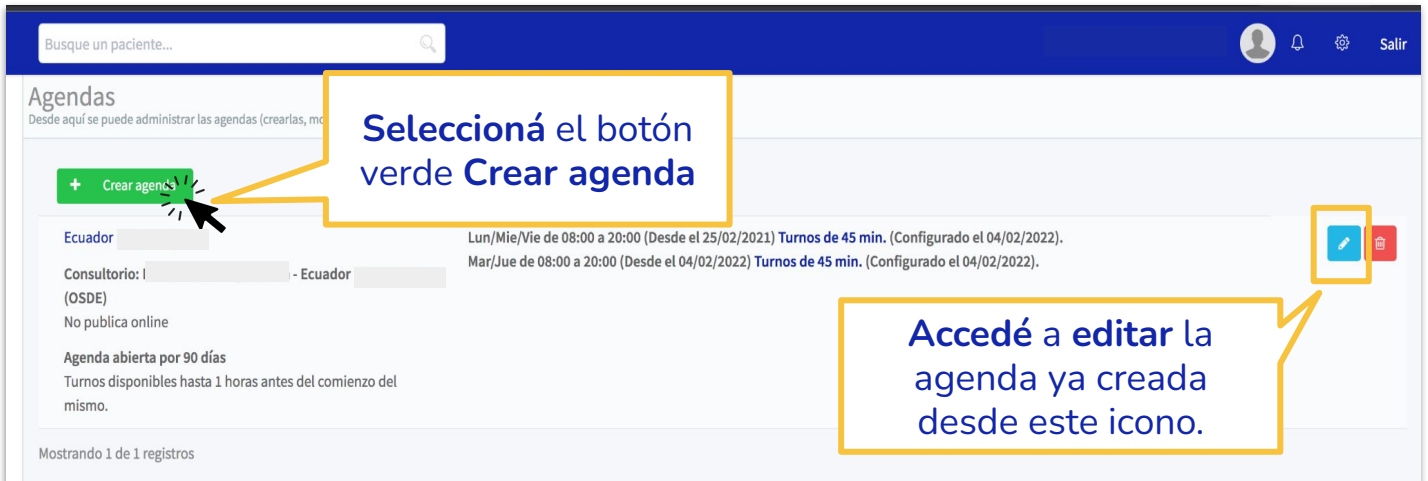 Busque un paciente...
Salir
Agendas
Desde aquí se puede administrar las agendas (crearlas,
Seleccioná el botón
verde Crear agenda
+ Crear agenda
Ecuador
Lun/Mie/Vie de 08:00 a 20:00 (Desde el 25/02/2021) Turnos de 45 min. (Configurado el 04/02/2022).
Mar/Jue de 08:00 a 20:00 (Desde el 04/02/2022) Turnos de 45 min. (Configurado el 04/02/2022).
Consultorio: - Ecuador
(OSDE)
No publica online
Agenda abierta por 90 días
Turnos disponibles hasta 1 horas antes del comienzo del
mismo.
Accedé a editar la
agenda ya creada
desde este icono.
Mostrando 1 de 1 registros